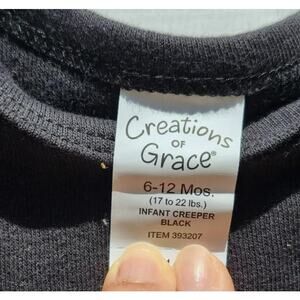 Creations
OF
Grace®
6-12 Mos.
(17 to 22 lbs.)
INFANT CREEPER
BLACK
ITEM 393207